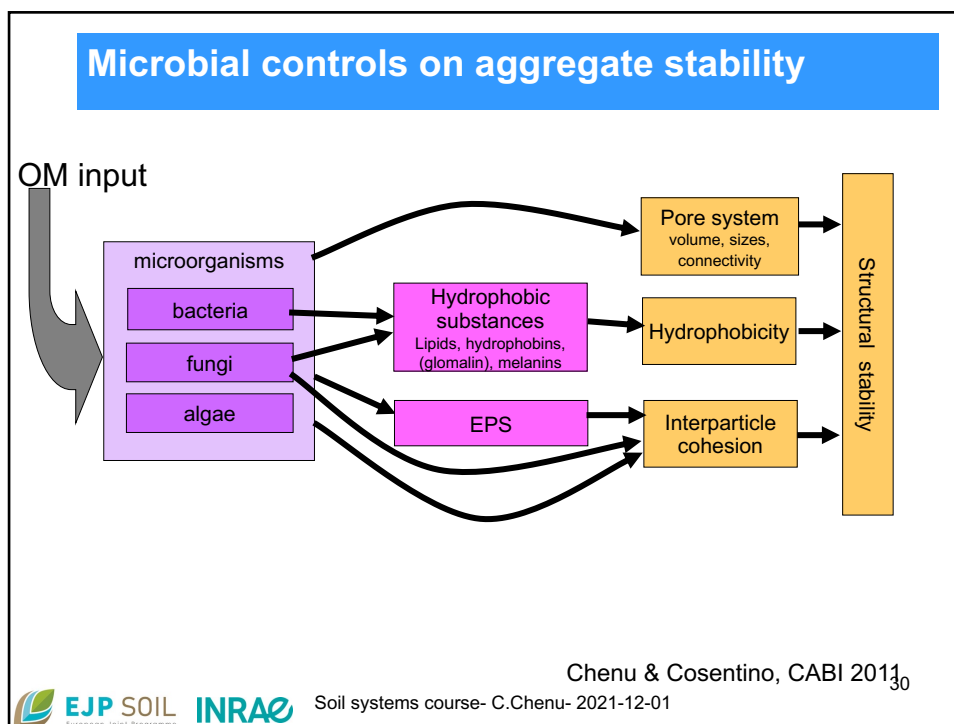 Microbial controls on aggregate stability
OM input
microorganisms
bacteria
fungi
algae
Hydrophobic
substances
Lipids, hydrophobins,
(glomalin), melanins
EPS
Pore system
volume, sizes,
connectivity
Hydrophobicity
Interparticle
cohesion
Structural stability
Chenu & Cosentino, CABI 2011
30
EJP SOIL
INRAE
Soil systems course- C.Chenu- 2021-12-01